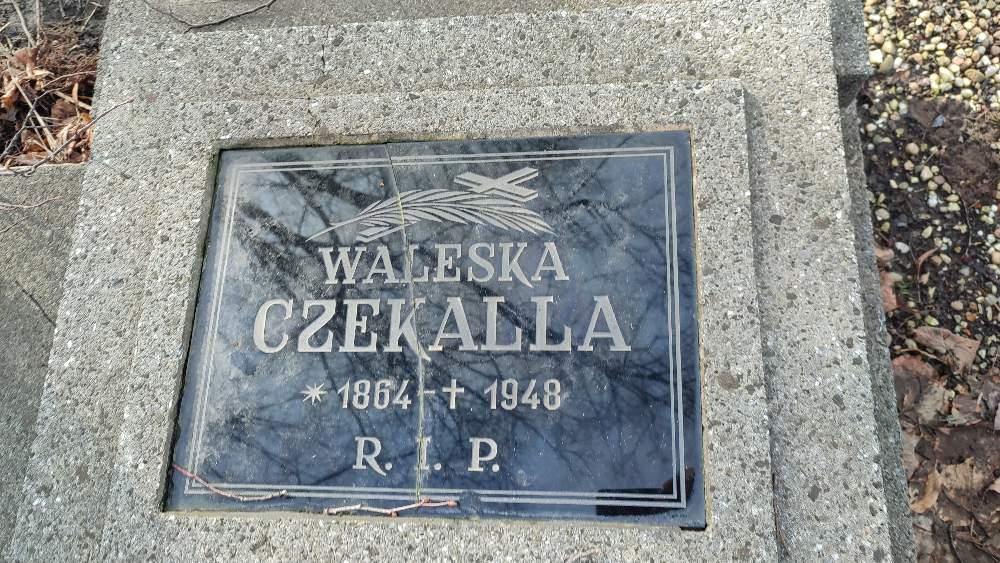 WALESKA
CZEKALLA
* 1864 - ✝ 1948
R. I. P.